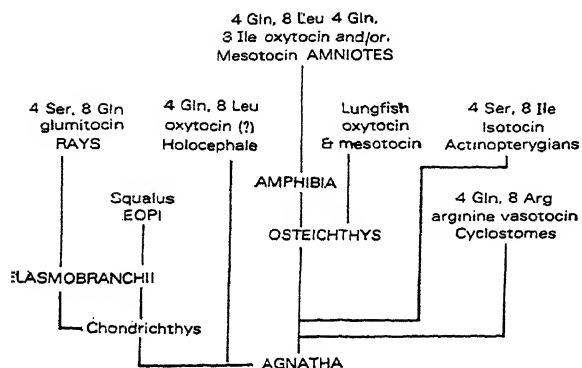 4 Gln, 8 Leu 4 Gln,
3 Ile oxytocin and/or.
Mesotocin AMNIOTES
4 Ser, 8 Gln
glumitocin
RAYS
4 Gln, 8 Leu
oxytocin (?)
Holocephale
Lungfish
oxytocin
& mesotocin
4 Ser, 8 Ile
Isotocin
Actinopterygians
Squalus
EOPI
AMPHIBIA
4 Gln, 8 Arg
arginine vasotocin
Cyclostomes
OSTEICHTHYS
ELASMOBRANCHII
Chondrichthys
AGNATHA